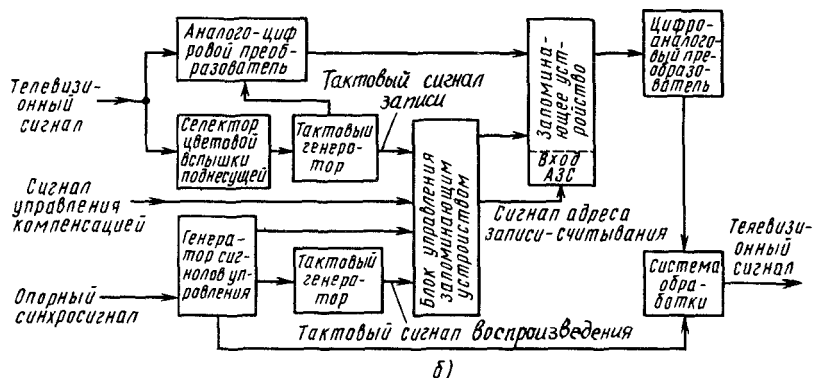 Аналого-циф
ровой преоб-
разователь
Телевизи-
онный
сигнал
Тактовый сигнал
записи
Селектор
цветовой
вспышки
поднесущей
Тактовый
генера-
тор
Запомина-
ющее уст-
ройство
Вход
АЗС
Цифро-
аналого-
вый пре-
образо-
ватель
Сигнал
управления
компенсацией
Блок управления
запоминающим
устройством
Сигнал адреса
записи-считывания
Генера-
тор сиг-
налов уп-
равления
Тактовый
генера-
тор
Опорный
синхросигнал
Тактовый сигнал воспроизведения
Система
обра-
ботки
Телевизи-
онный
сигнал
б)